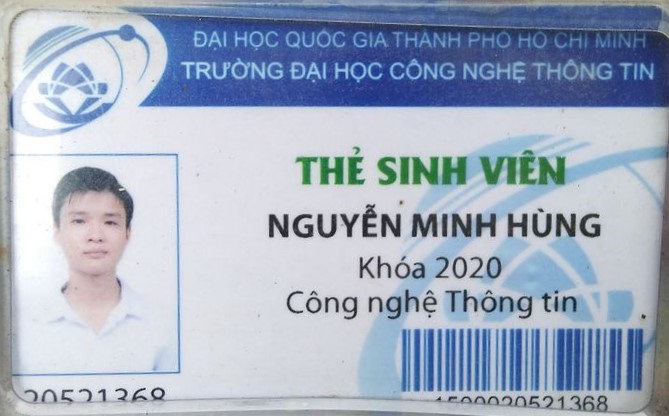 ĐẠI HỌC QUỐC GIA THÀNH PHỐ HỒ CHÍ MINH
TRƯỜNG ĐẠI HỌC CÔNG NGHỆ THÔNG TIN
THẺ SINH VIÊN
NGUYỄN MINH HÙNG
Khóa 2020
Công nghệ Thông tin
20521368
1500020521368